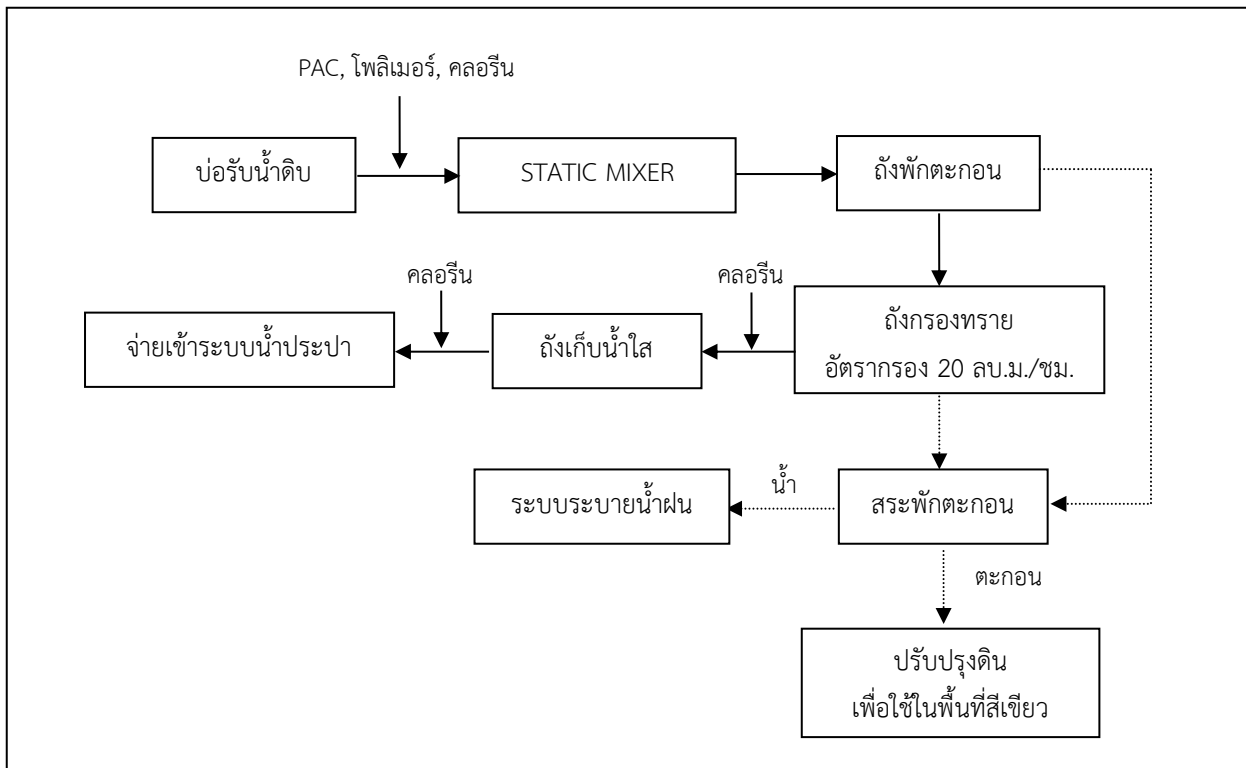 PAC, โพลิเมอร์, คลอรีน
บ่อรับน้ำดิบ
STATIC MIXER
ถังพักตะกอน
คลอรีน
คลอรีน
จ่ายเข้าระบบน้ำประปา
ถังเก็บน้ำใส
ถังกรองทราย
อัตรากรอง 20 ลบ.ม./ชม.
ระบบระบายน้ำฝน
น้ำ
สระพักตะกอน
ตะกอน
ปรับปรุงดิน
เพื่อใช้ในพื้นที่สีเขียว